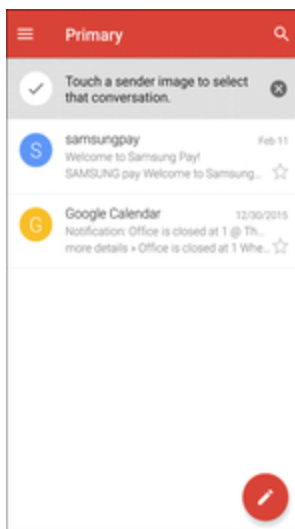 Primary
Touch a sender image to select
that conversation.
S
samsungpay Feb 11
Welcome to Samsung Pay!
SAMSUNG pay Welcome to Samsung...
G
Google Calendar 12/30/2015
Notification: Office is closed at 1 @ Th...
more details » Office is closed at 1 Whe...